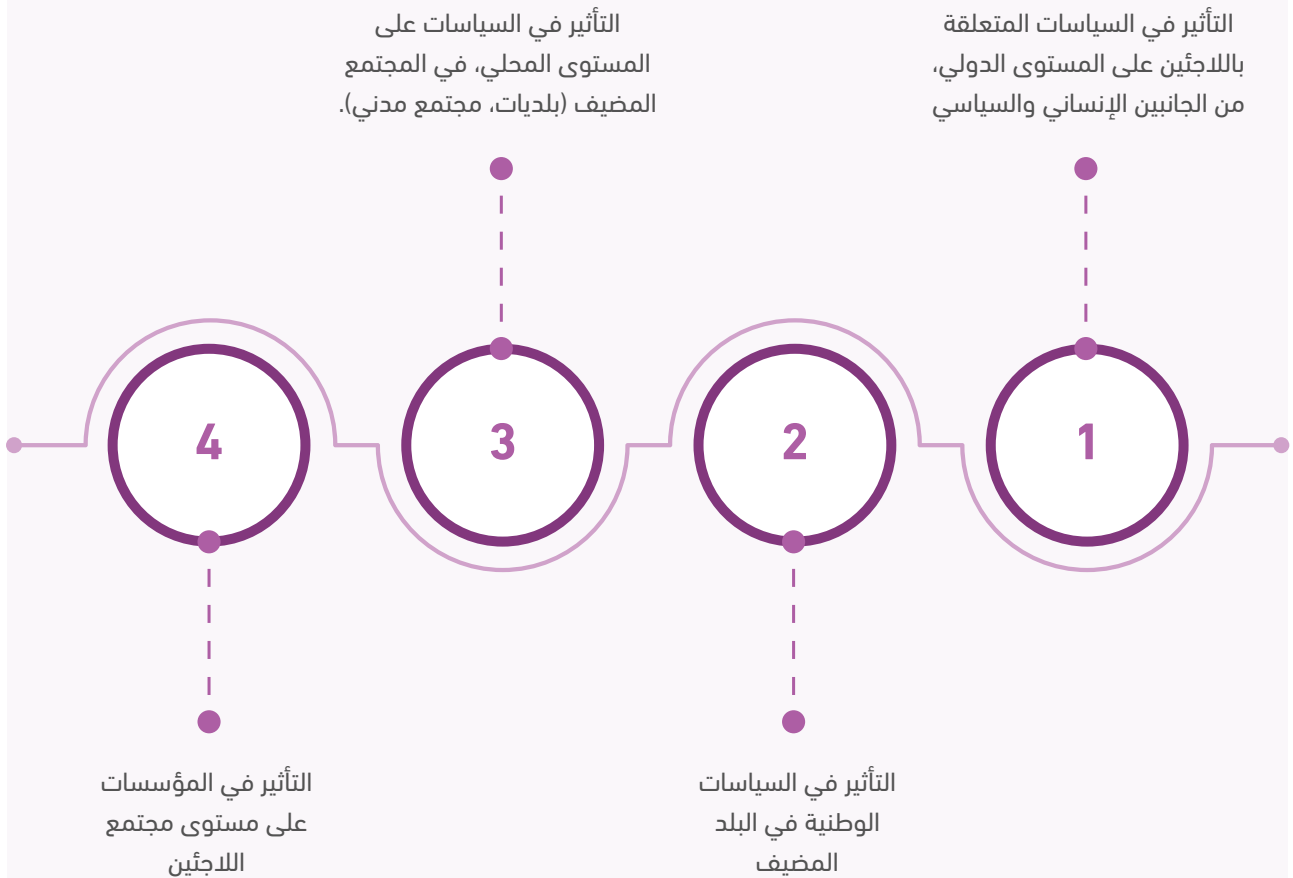 التأثير في السياسات المتعلقة
باللاجئين على المستوى الدولي،
من الجانبين الإنساني والسياسي
1
2
التأثير في السياسات
الوطنية في البلد
المضيف
التأثير في السياسات على
المستوى المحلي، في المجتمع
المضيف (بلديات، مجتمع مدني).
3
4
التأثير في المؤسسات
على مستوى مجتمع
اللاجئين